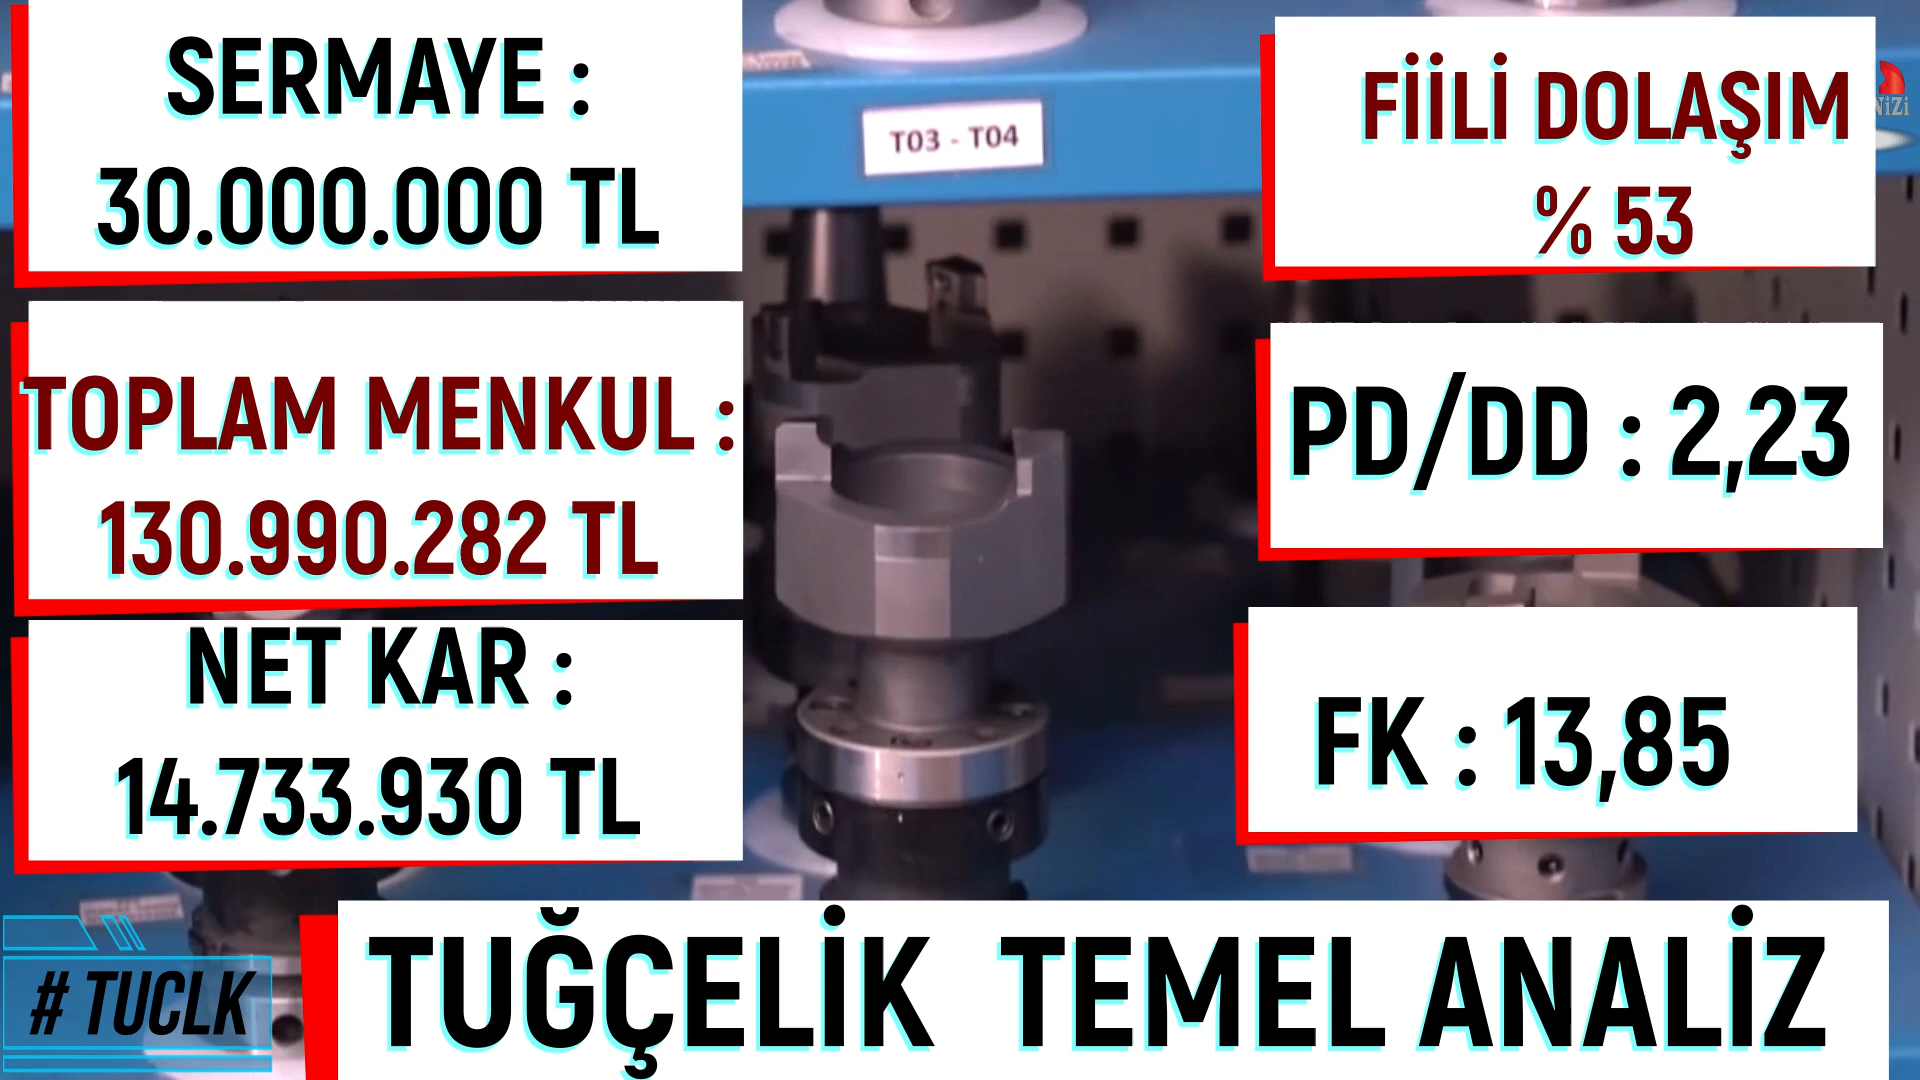 SERMAYE :
30.000.000 TL
TOPLAM MENKUL :
130.990.282 TL
NET KAR :
14.733.930 TL
T03 - T04
FİİLİ DOLAŞIM
% 53
PD/DD : 2,23
FK : 13,85
# TUCLK
TUĞÇELİK TEMEL ANALİZ